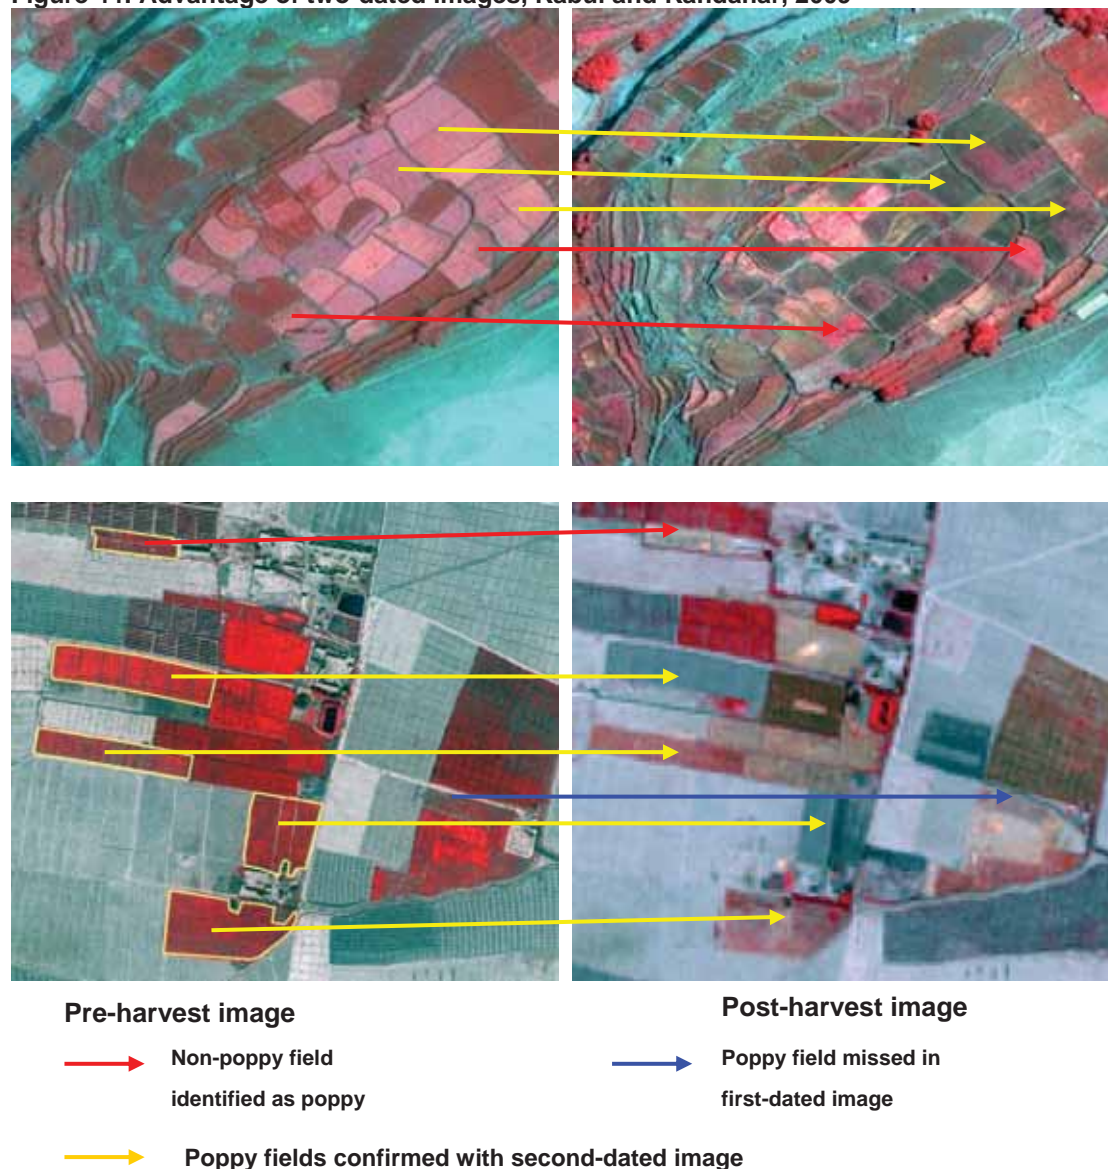 Pre-harvest image
Post-harvest image
Non-poppy field
identified as poppy
Poppy field missed in
first-dated image
Poppy fields confirmed with second-dated image